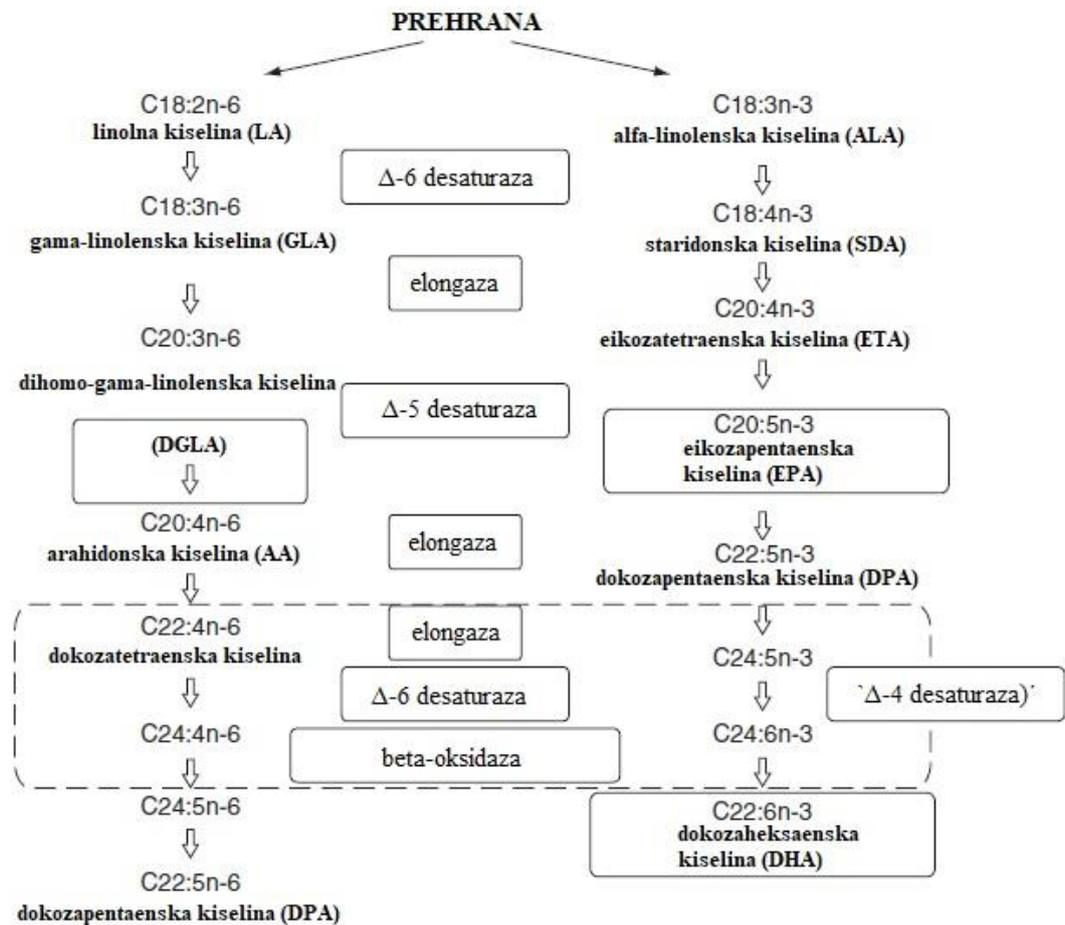 PREHRANA
C18:2n-6
linolna kiselina (LA)
C18:3n-6
gama-linolenska kiselina (GLA)
C20:3n-6
dihomo-gama-linolenska kiselina
(DGLA)
C20:4n-6
arahidonska kiselina (AA)
C22:4n-6
dokozatetraenska kiselina
C24:4n-6
C24:5n-6
C22:5n-6
dokozapentaenska kiselina (DPA)
Δ-6 desaturaza
elongaza
Δ-5 desaturaza
elongaza
elongaza
Δ-6 desaturaza
beta-oksidaza
C18:3n-3
alfa-linolenska kiselina (ALA)
C18:4n-3
staridonska kiselina (SDA)
C20:4n-3
eikozatetraenska kiselina (ETA)
C20:5n-3
eikozapentaenska
kiselina (EPA)
C22:5n-3
dokozapentaenska kiselina (DPA)
C24:5n-3
C24:6n-3
C22:6n-3
dokozaheksaenska
kiselina (DHA)
`Δ-4 desaturaza)´